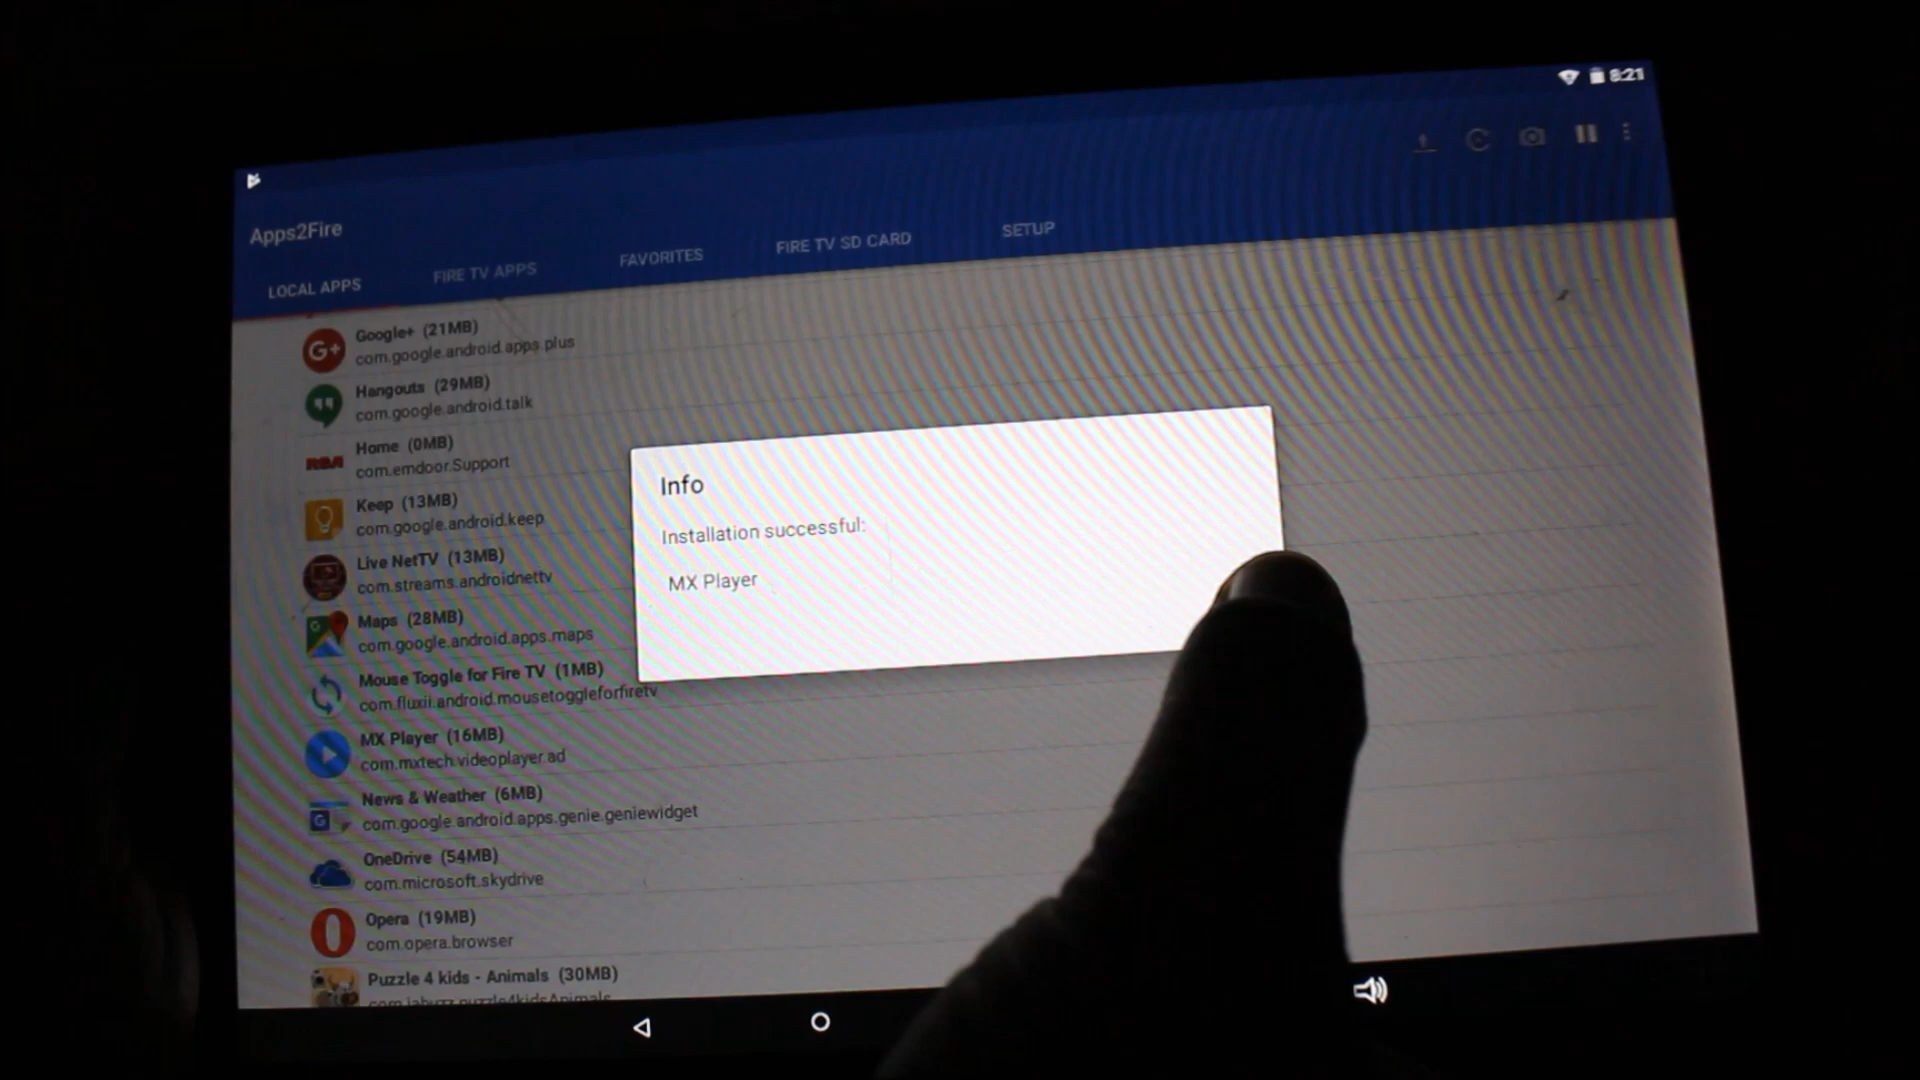 8:21
Apps2Fire
LOCAL APPS
FIRE TV APPS
FAVORITES
FIRE TV SD CARD
SETUP
G+
Google+ (21MB)
com.google.android.apps.plus
Hangouts (29MB)
com.google.android.talk
RCA
Home (0MB)
com.emdoor.Support
Keep (13MB)
com.google.android.keep
Live NetTV (13MB)
com.streams.androidnettv
Maps (28MB)
com.google.android.apps.maps
Mouse Toggle for Fire TV (1MB)
com.fluxii.android.mousetoggleforfiretv
MX Player (16MB)
com.mxtech.videoplayer.ad
G
News & Weather (6MB)
com.google.android.apps.genie.geniewidget
OneDrive (54MB)
com.microsoft.skydrive
Opera (19MB)
com.opera.browser
Puzzle 4 kids - Animals (30MB)
com.jabuzz.puzzle4kidsAnimals
Info
Installation successful:
MX Player